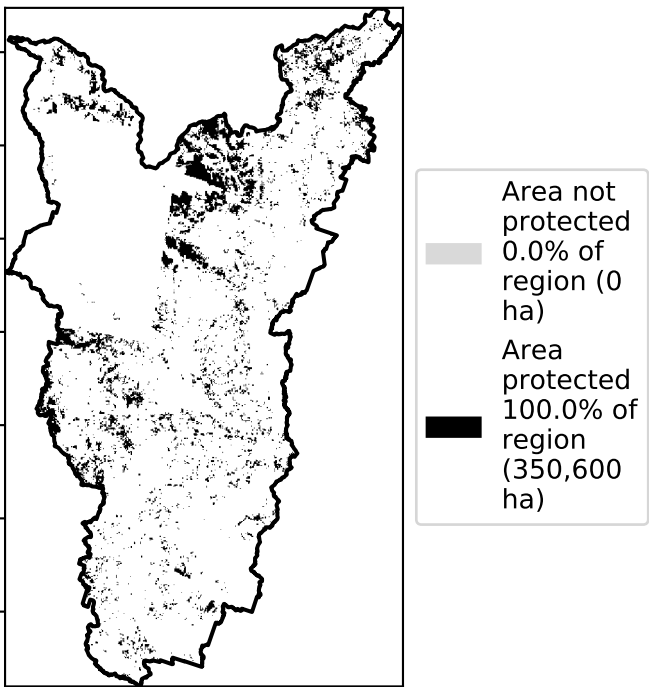 Area not
protected
0.0% of
region (0
ha)
Area
protected
100.0% of
region
(350,600
ha)